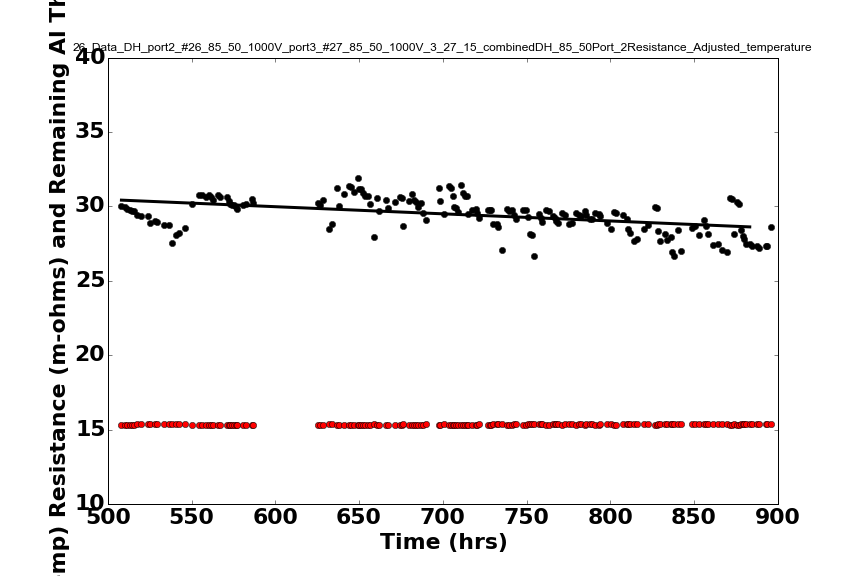 26_Data_DH_port2_#26_85_50_1000V_port3_#27_85_50_1000V_3_27_15_combinedDH_85_50Port_2Resistance_Adjusted_temperature
mp) Resistance (m-ohms) and Remaining Al Th
40
35
30
25
20
15
10
500 550 600 650 700 750 800 850 900
Time (hrs)